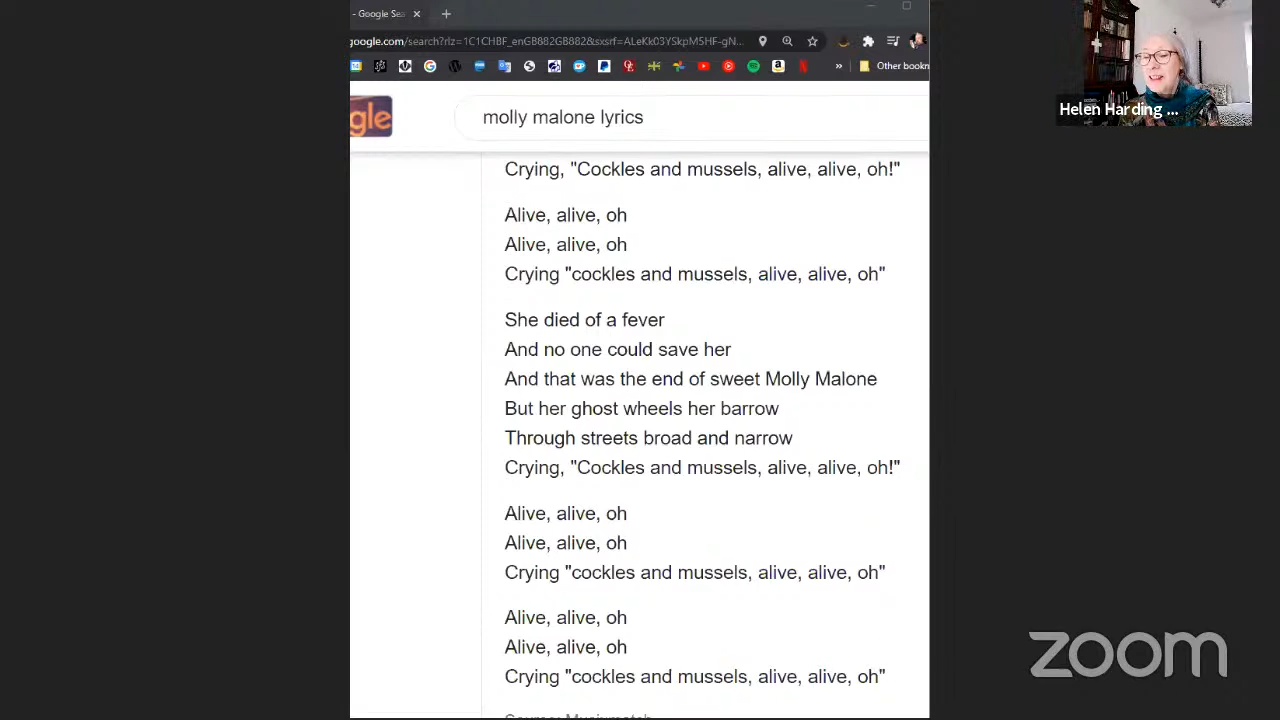 - Google Sea
google.com/search?rlz=1C1CHBF_enGB882GB882&sxsrf=ALeKk03YSkpM5HF-gN...
Other bookn
gle
molly malone lyrics
Helen Harding ...
Crying, "Cockles and mussels, alive, alive, oh!"
Alive, alive, oh
Alive, alive, oh
Crying "cockles and mussels, alive, alive, oh"
She died of a fever
And no one could save her
And that was the end of sweet Molly Malone
But her ghost wheels her barrow
Through streets broad and narrow
Crying, "Cockles and mussels, alive, alive, oh!"
Alive, alive, oh
Alive, alive, oh
Crying "cockles and mussels, alive, alive, oh"
Alive, alive, oh
Alive, alive, oh
Crying "cockles and mussels, alive, alive, oh"
Source: Musixmatch
zoom